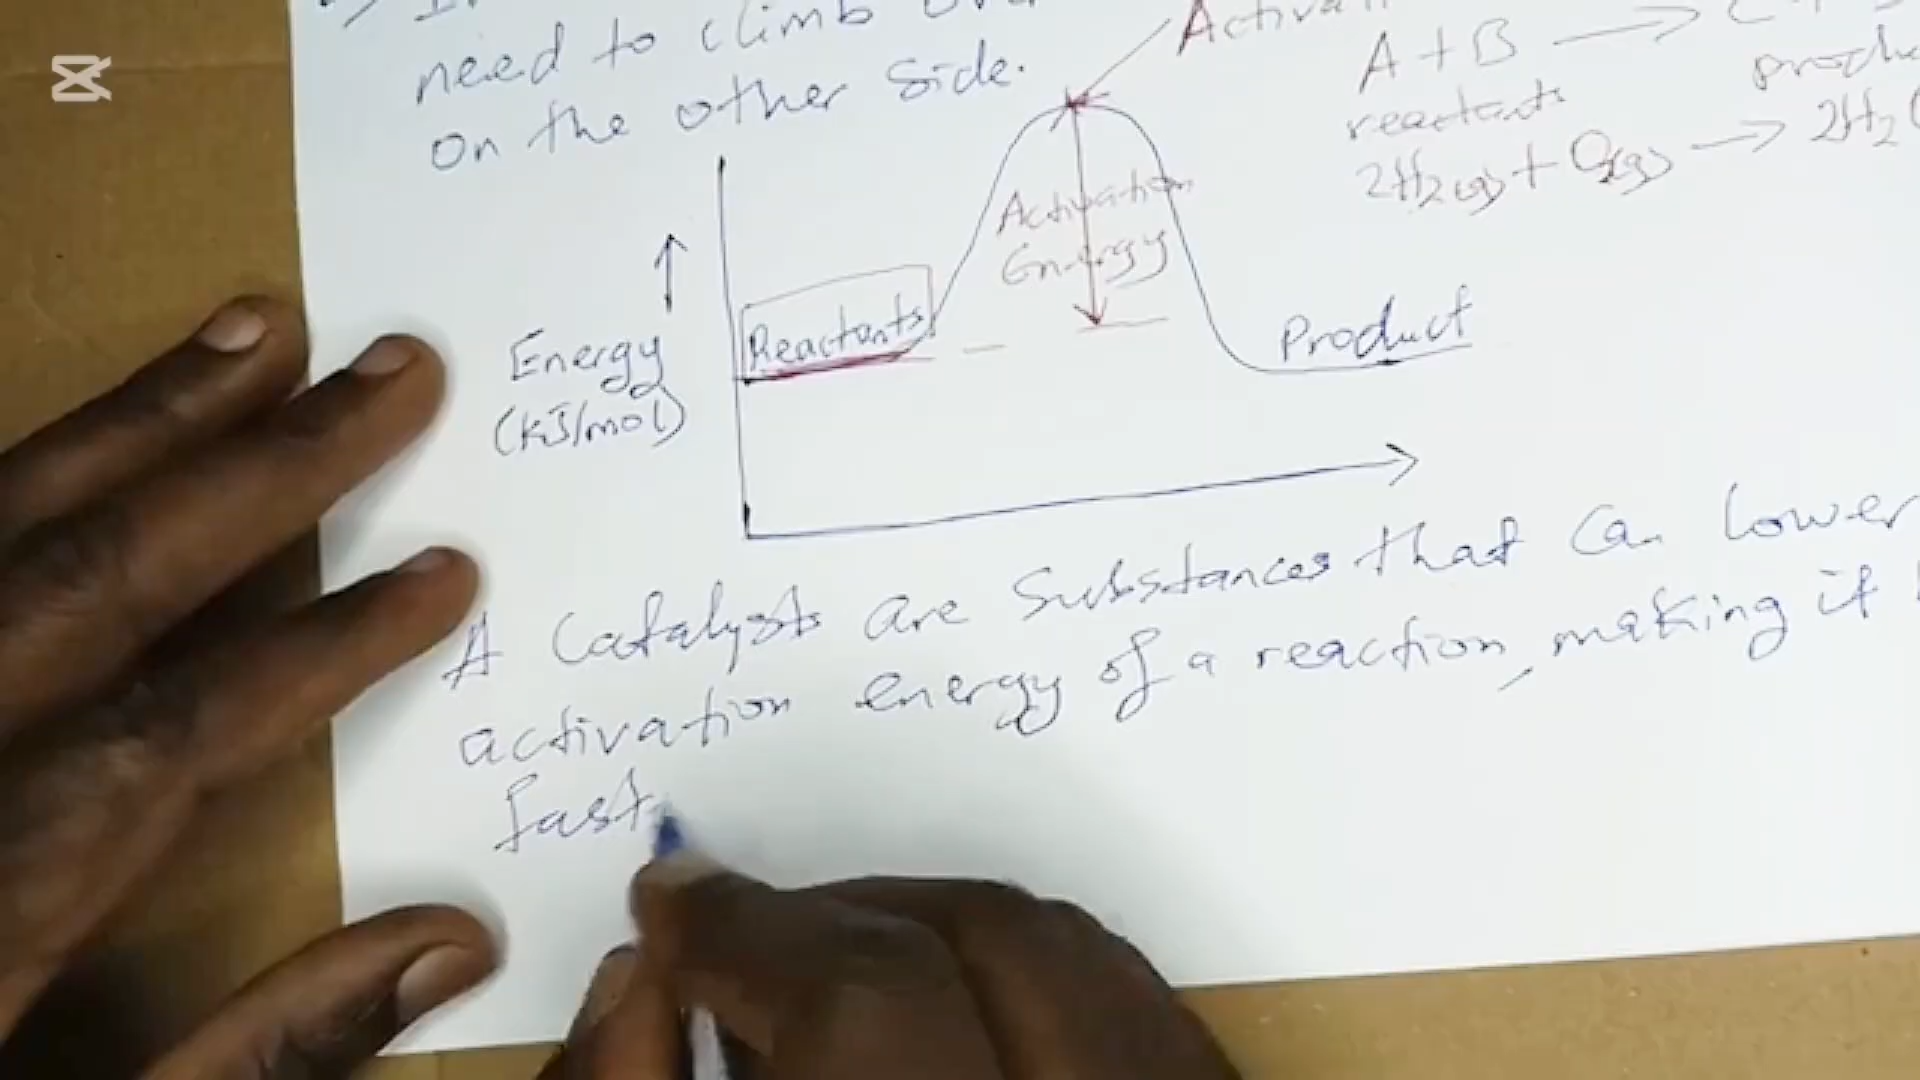 need to climb
on the other side.
Activati
A + B →
reactants
produ
2H2(g) + O2(g) → 2H2
Activation
Energy
Reactants
Product
Energy
(kJ/mol)
A Catalysts are Substances that can lower
activation energy of a reaction, making it
fast